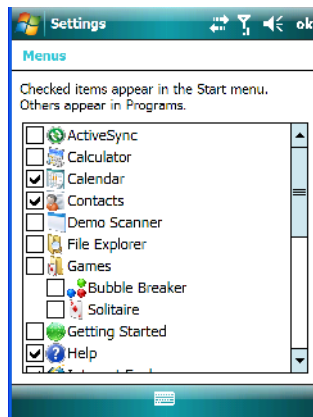 Settings
ok
Menus
Checked items appear in the Start menu.
Others appear in Programs.
ActiveSync
Calculator
Calendar
Contacts
Demo Scanner
File Explorer
Games
Bubble Breaker
Solitaire
Getting Started
Help